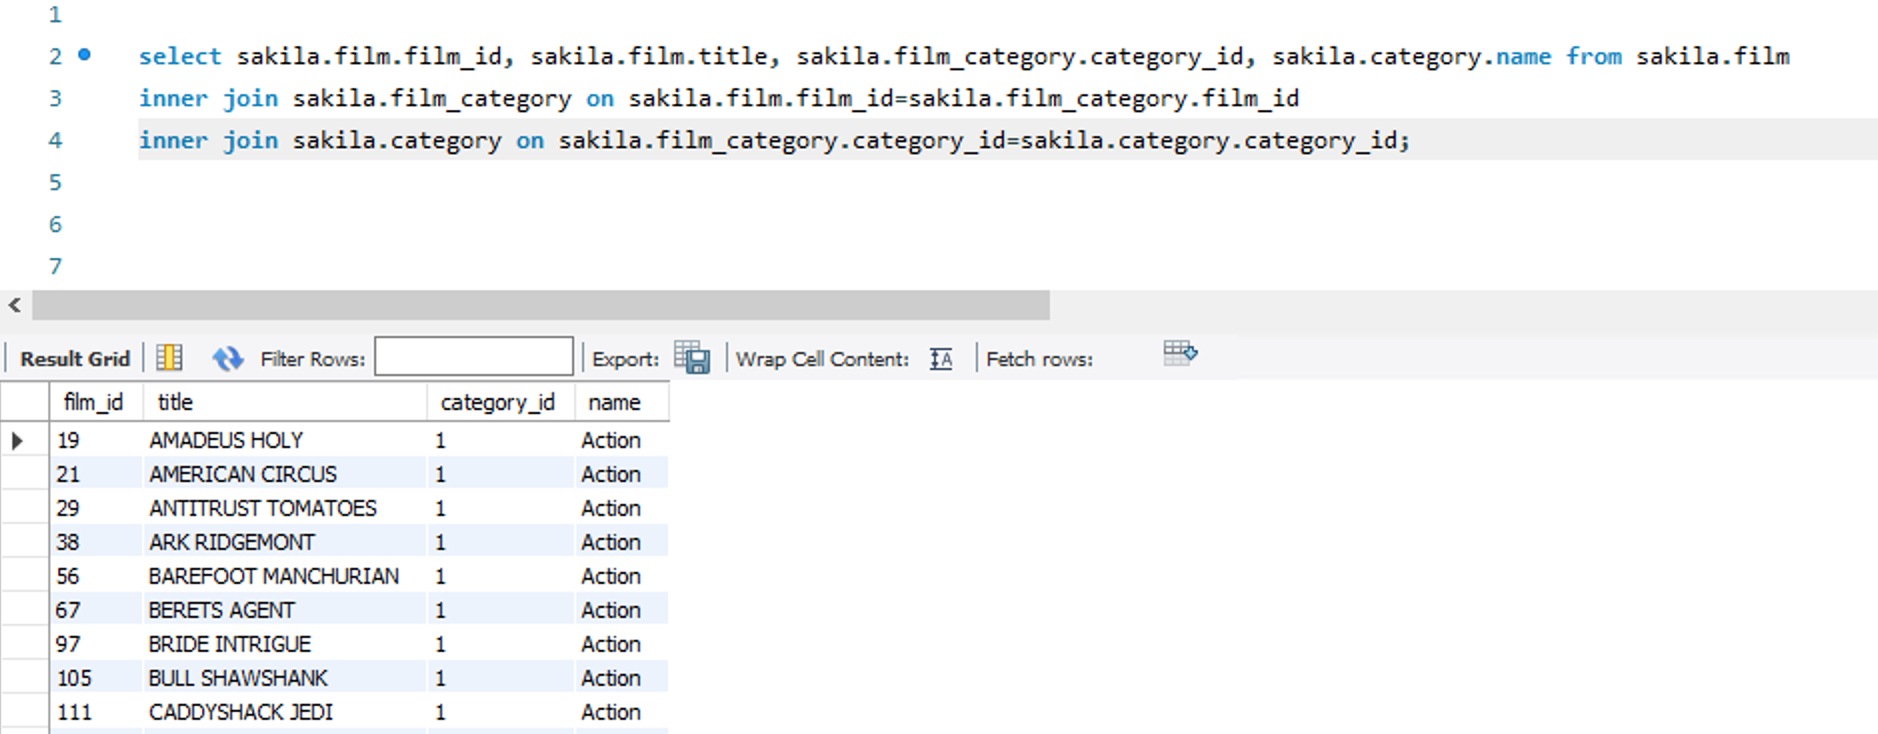 1
2 select sakila.film.film_id, sakila.film.title, sakila.film_category.category_id, sakila.category.name from sakila.film
3 inner join sakila.film_category on sakila.film.film_id=sakila.film_category.film_id
4 inner join sakila.category on sakila.film_category.category_id=sakila.category.category_id;
5
6
7
Result Grid Filter Rows: Export: Wrap Cell Content: Fetch rows:
film_id title category_id name
19 AMADEUS HOLY 1 Action
21 AMERICAN CIRCUS 1 Action
29 ANTITRUST TOMATOES 1 Action
38 ARK RIDGEMONT 1 Action
56 BAREFOOT MANCHURIAN 1 Action
67 BERETS AGENT 1 Action
97 BRIDE INTRIGUE 1 Action
105 BULL SHAWSHANK 1 Action
111 CADDYSHACK JEDI 1 Action